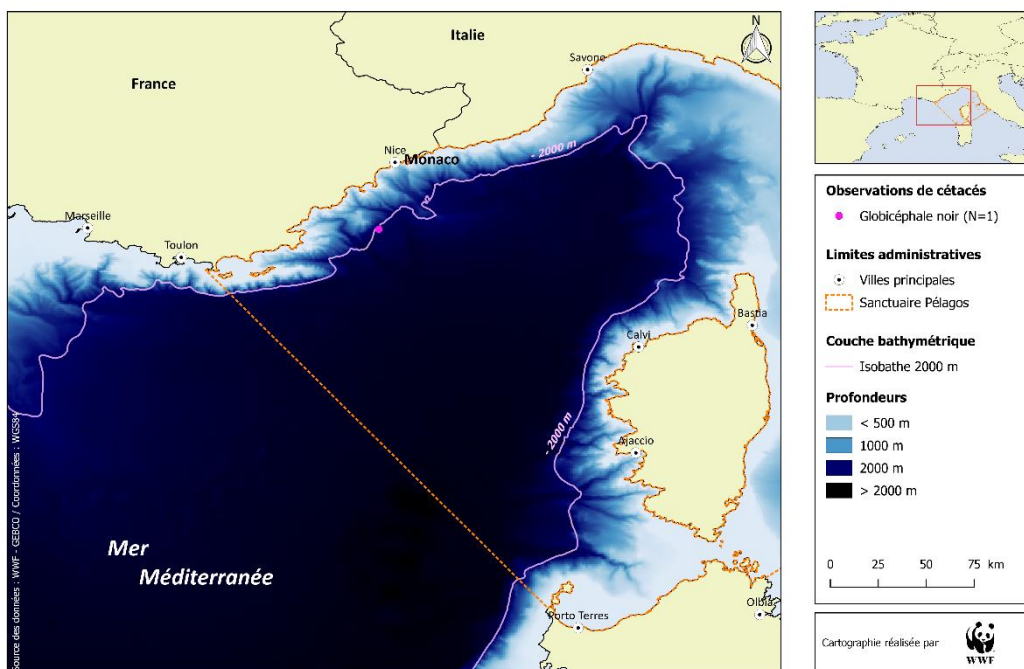 Italie
N
Savone
France
- 2000 m
Nice
Monaco
Marseille
Toulon
Bastia
Calvi
- 2000 m
Ajaccio
Mer
Méditerranée
Porto Terres
Olbia
Source des données : WWF - GEBCO / Coordonnées : WGS84
Observations de cétacés
Globicéphale noir (N=1)
Limites administratives
Villes principales
Sanctuaire Pélagos
Couche bathymétrique
Isobathe 2000 m
Profondeurs
< 500 m
1000 m
2000 m
> 2000 m
0 25 50 75 km
Cartographie réalisée par
WWF